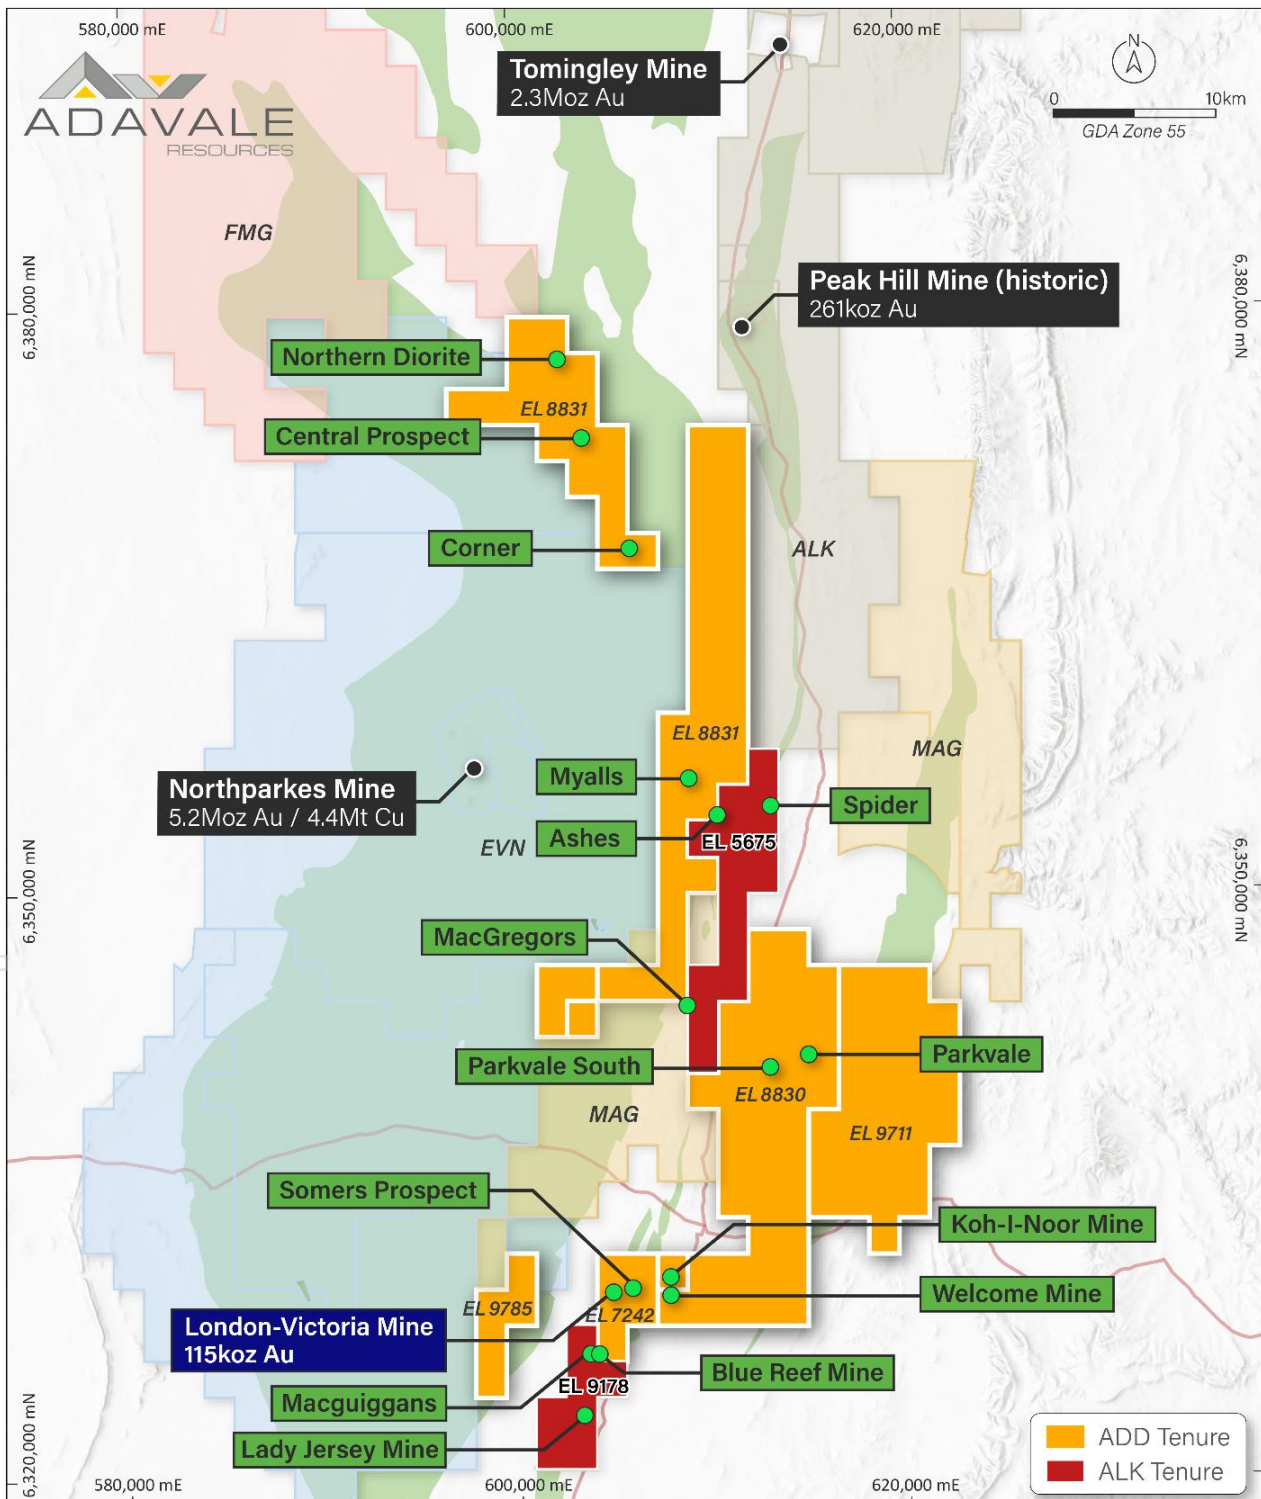 580,000 mE
600,000 mE
620,000 mE
ADAVALE
RESOURCES
Tomingley Mine
2.3Moz Au
N
0
10km
GDA Zone 55
FMG
Peak Hill Mine (historic)
261koz Au
6,380,000 mN
6,380,000 mN
Northern Diorite
EL 8831
Central Prospect
Corner
ALK
EL 8831
MAG
Northparkes Mine
5.2Moz Au / 4.4Mt Cu
Myalls
Spider
Ashes
EL 5675
EVN
6,350,000 mN
6,350,000 mN
MacGregors
Parkvale South
Parkvale
EL 8830
MAG
EL 9711
Somers Prospect
Koh-I-Noor Mine
Welcome Mine
EL 9785
EL 7242
London-Victoria Mine
115koz Au
Blue Reef Mine
EL 9178
Macguiggans
Lady Jersey Mine
ADD Tenure
ALK Tenure
6,320,000 mN
580,000 mE
600,000 mE
620,000 mE